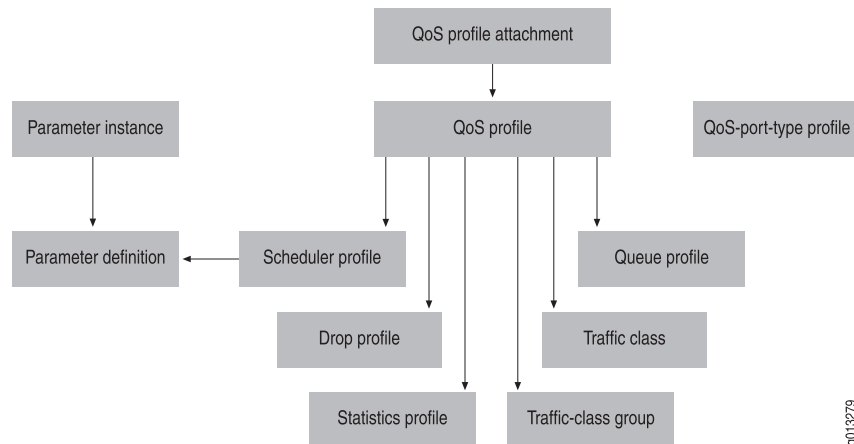 QoS profile attachment
Parameter instance
QoS profile
QoS-port-type profile
Parameter definition
Scheduler profile
Queue profile
Drop profile
Traffic class
Statistics profile
Traffic-class group
g013279